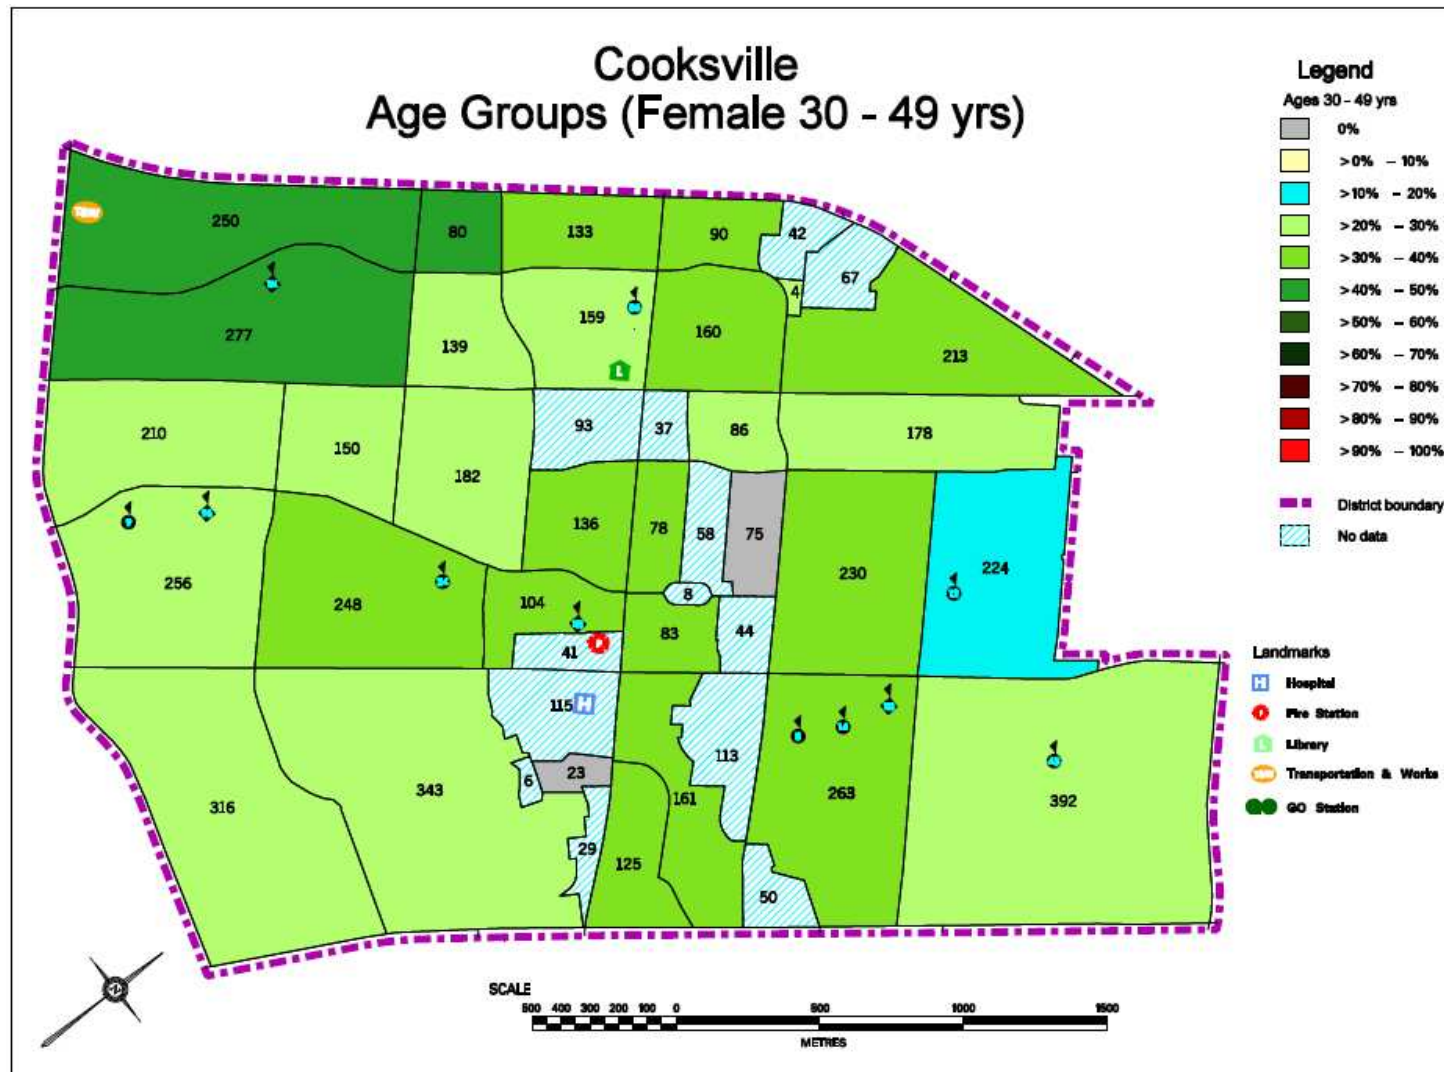 Cooksville
Age Groups (Female 30 - 49 yrs)
Legend
Ages 30 - 49 yrs
0%
>0% - 10%
>10% - 20%
>20% - 30%
>30% - 40%
>40% - 50%
>50% - 60%
>60% - 70%
>70% - 80%
>80% - 90%
>90% - 100%
District boundary
No data
Landmarks
H Hospital
Fire Station
L Library
Transportation & Works
GO Station
250
80
133
90
42
67
277
139
159
160
4
213
L
210
150
182
93
37
86
178
136
78
58
75
230
224
256
248
104
8
83
44
41
115 H
113
316
343
6
23
161
263
392
29
125
50
N
SCALE
500 400 300 200 100 0 500 1000 1500
METRES